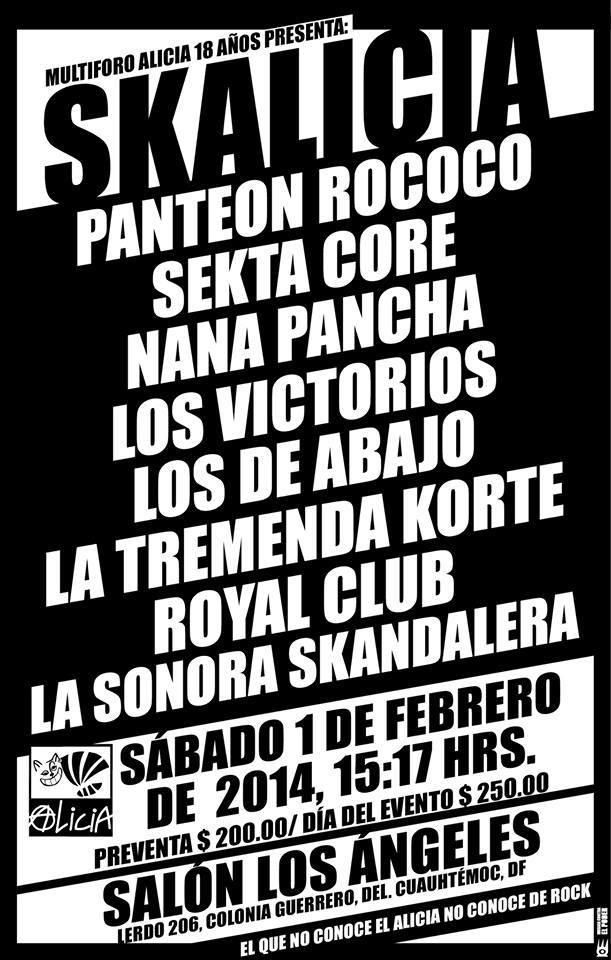 MULTIFORO ALICIA 18 AÑOS PRESENTA:
SKALICIA
PANTEON ROCOCO
SEKTA CORE
NANA PANCHA
LOS VICTORIOS
LOS DE ABAJO
LA TREMENDA KORTE
ROYAL CLUB
LA SONORA SKANDALERA
SÁBADO 1 DE FEBRERO
DE 2014, 15:17 HRS.
PREVENTA $ 200.00/ DÍA DEL EVENTO $ 250.00
ALiciA
SALÓN LOS ÁNGELES
LERDO 206, COLONIA GUERRERO, DEL. CUAUHTÉMOC, DF
EL QUE NO CONOCE EL ALICIA NO CONOCE DE ROCK
EL PODER